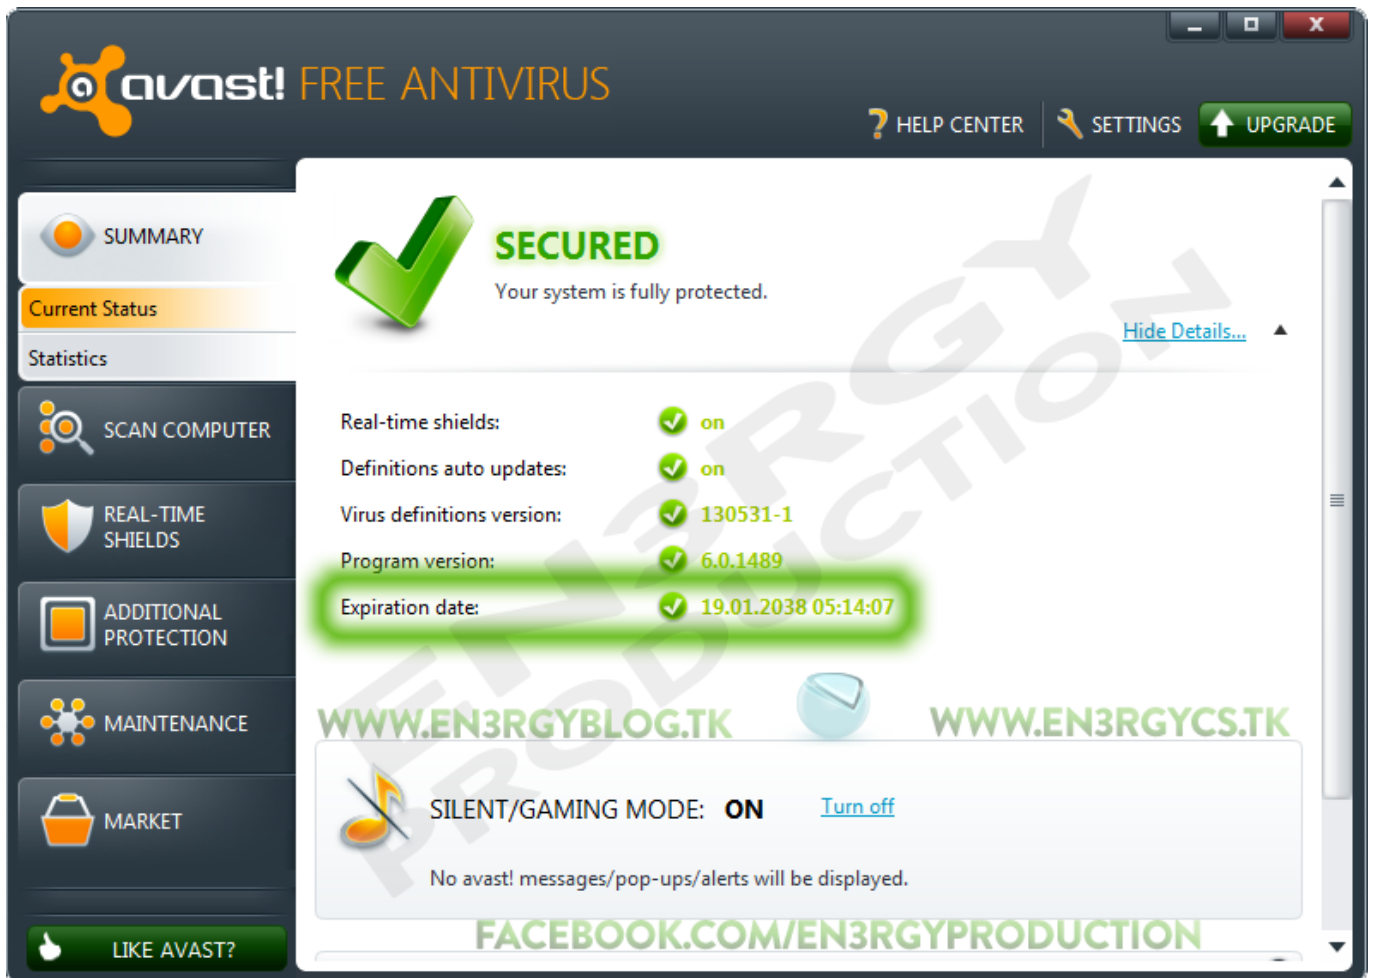 avast! FREE ANTIVIRUS
HELP CENTER
SETTINGS
UPGRADE
SUMMARY
Current Status
Statistics
SCAN COMPUTER
REAL-TIME
SHIELDS
ADDITIONAL
PROTECTION
MAINTENANCE
MARKET
LIKE AVAST?
SECURED
Your system is fully protected.
Hide Details...
Real-time shields: on
Definitions auto updates: on
Virus definitions version: 130531-1
Program version: 6.0.1489
Expiration date: 19.01.2038 05:14:07
EN3RGY
PRODUCTION
WWW.EN3RGYBLOG.TK
WWW.EN3RGYCS.TK
SILENT/GAMING MODE: ON Turn off
No avast! messages/pop-ups/alerts will be displayed.
FACEBOOK.COM/EN3RGYPRODUCTION